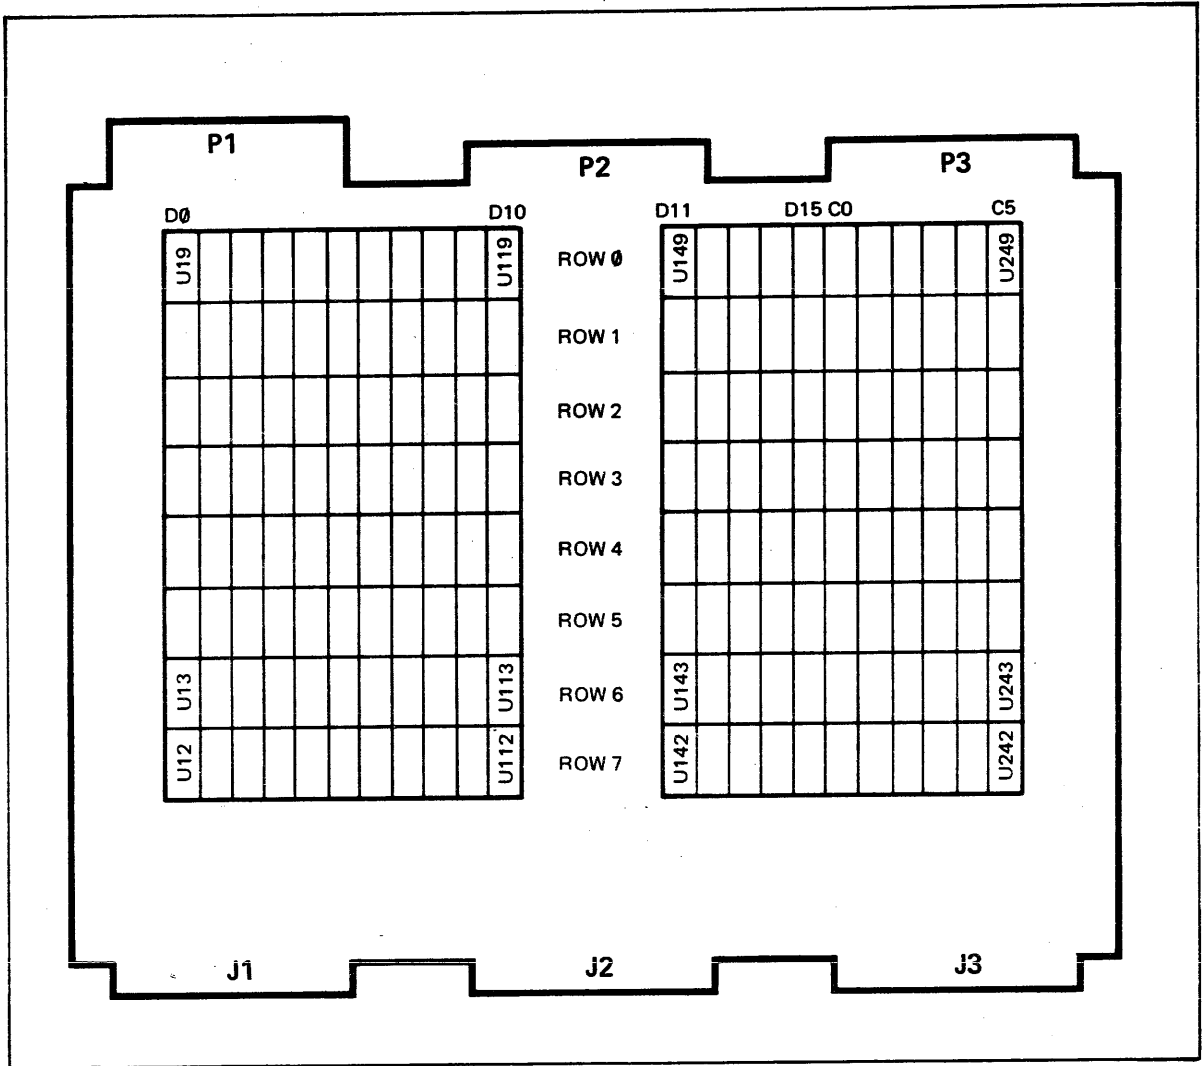 P1
P2
P3
DØ D10 D11 D15 C0 C5
U19 U119 ROW Ø U149 U249
ROW 1
ROW 2
ROW 3
ROW 4
ROW 5
U13 U113 ROW 6 U143 U243
U12 U112 ROW 7 U142 U242
J1 J2 J3